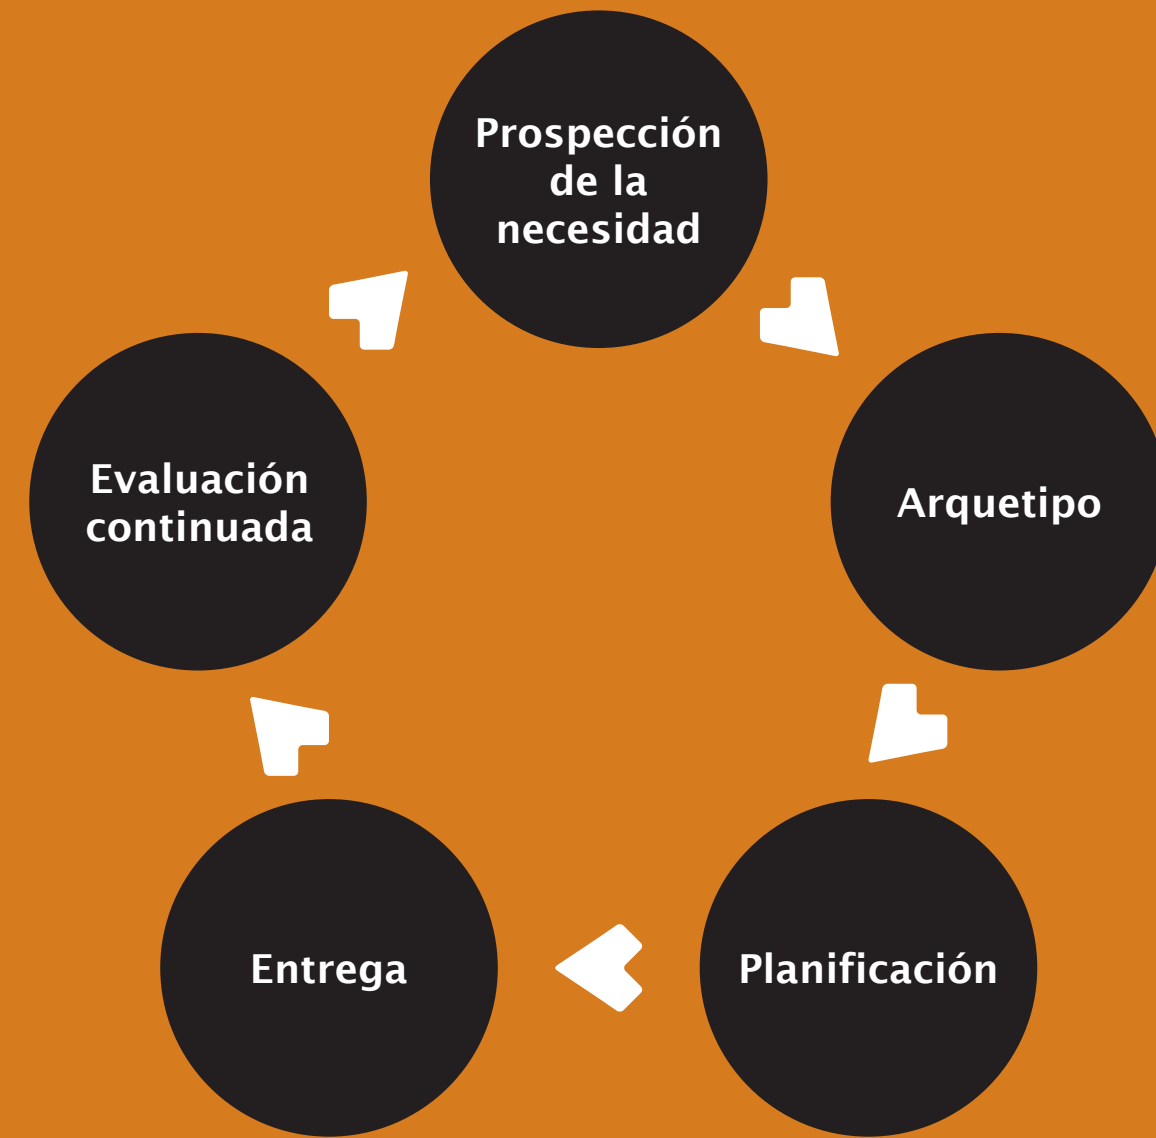 Prospección
de la
necesidad
Evaluación
continuada
Arquetipo
Entrega
Planificación